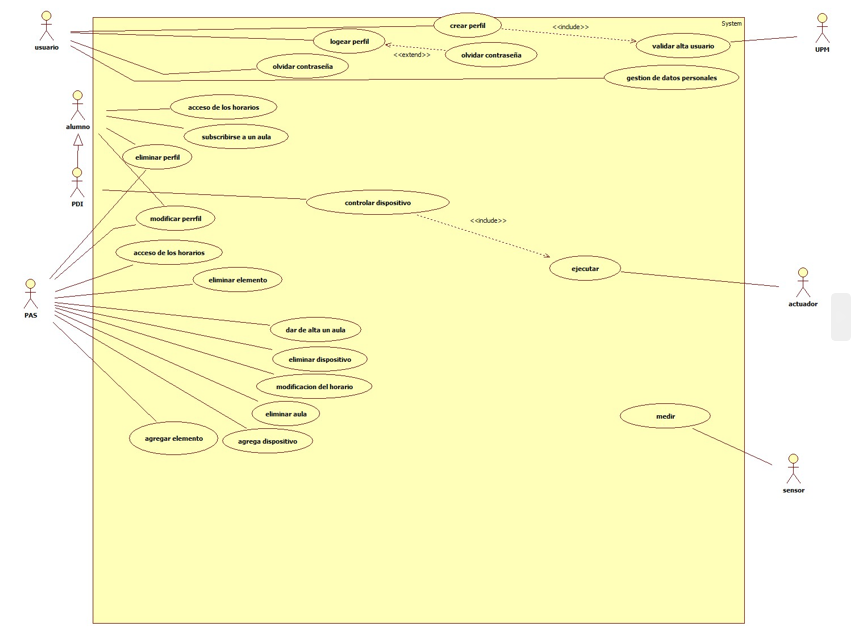 System
crear perfil
<<include>>
usuario
logear perfil
validar alta usuario
UPM
<<extend>>
olvidar contraseña
olvidar contraseña
gestion de datos personales
acceso de los horarios
alumno
subscribirse a un aula
eliminar perfil
PDI
controlar dispositivo
modificar perrfil
<<include>>
acceso de los horarios
ejecutar
eliminar elemento
actuador
PAS
dar de alta un aula
eliminar dispositivo
modificacion del horario
eliminar aula
medir
agregar elemento
agrega dispositivo
sensor